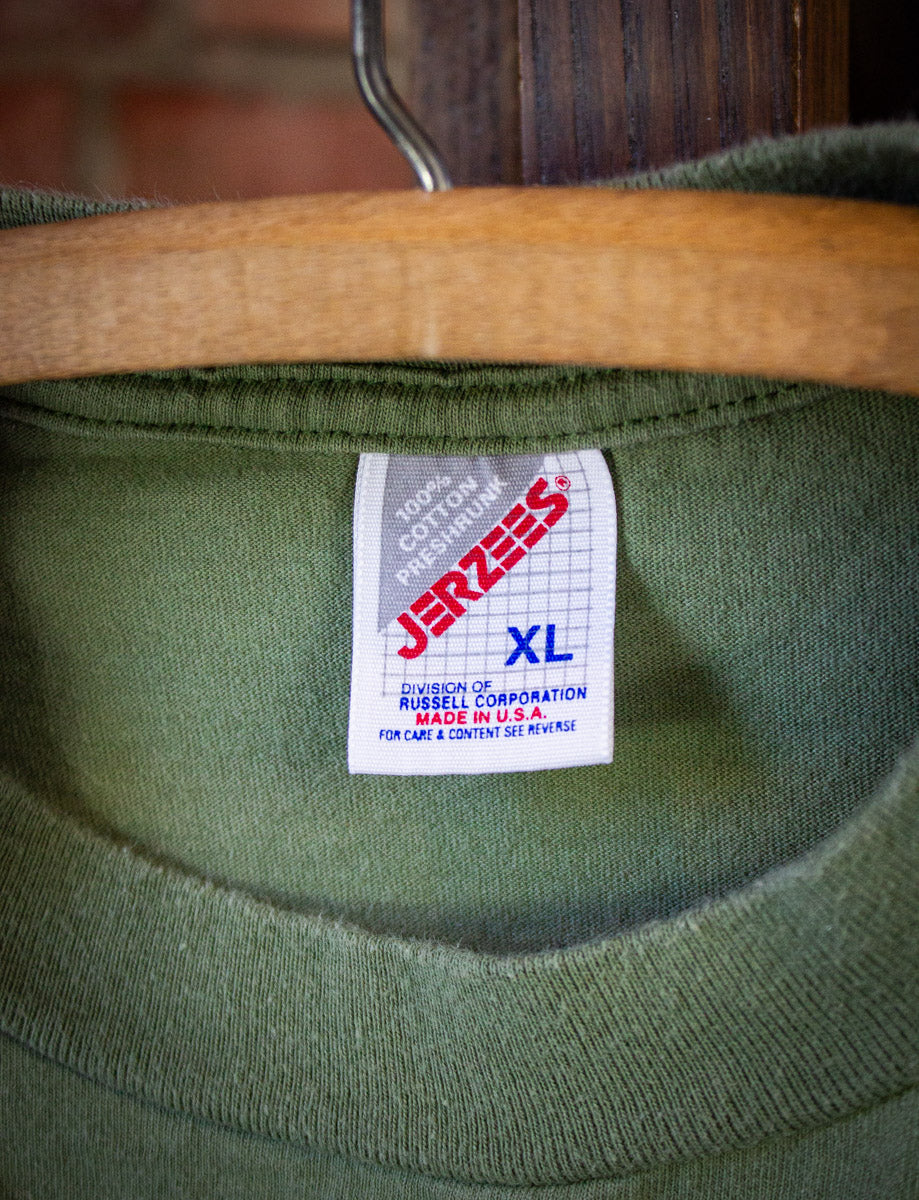 100%
COTTON
PRESHRUNK
JERZEES®
XL
DIVISION OF
RUSSELL CORPORATION
MADE IN U.S.A.
FOR CARE & CONTENT SEE REVERSE